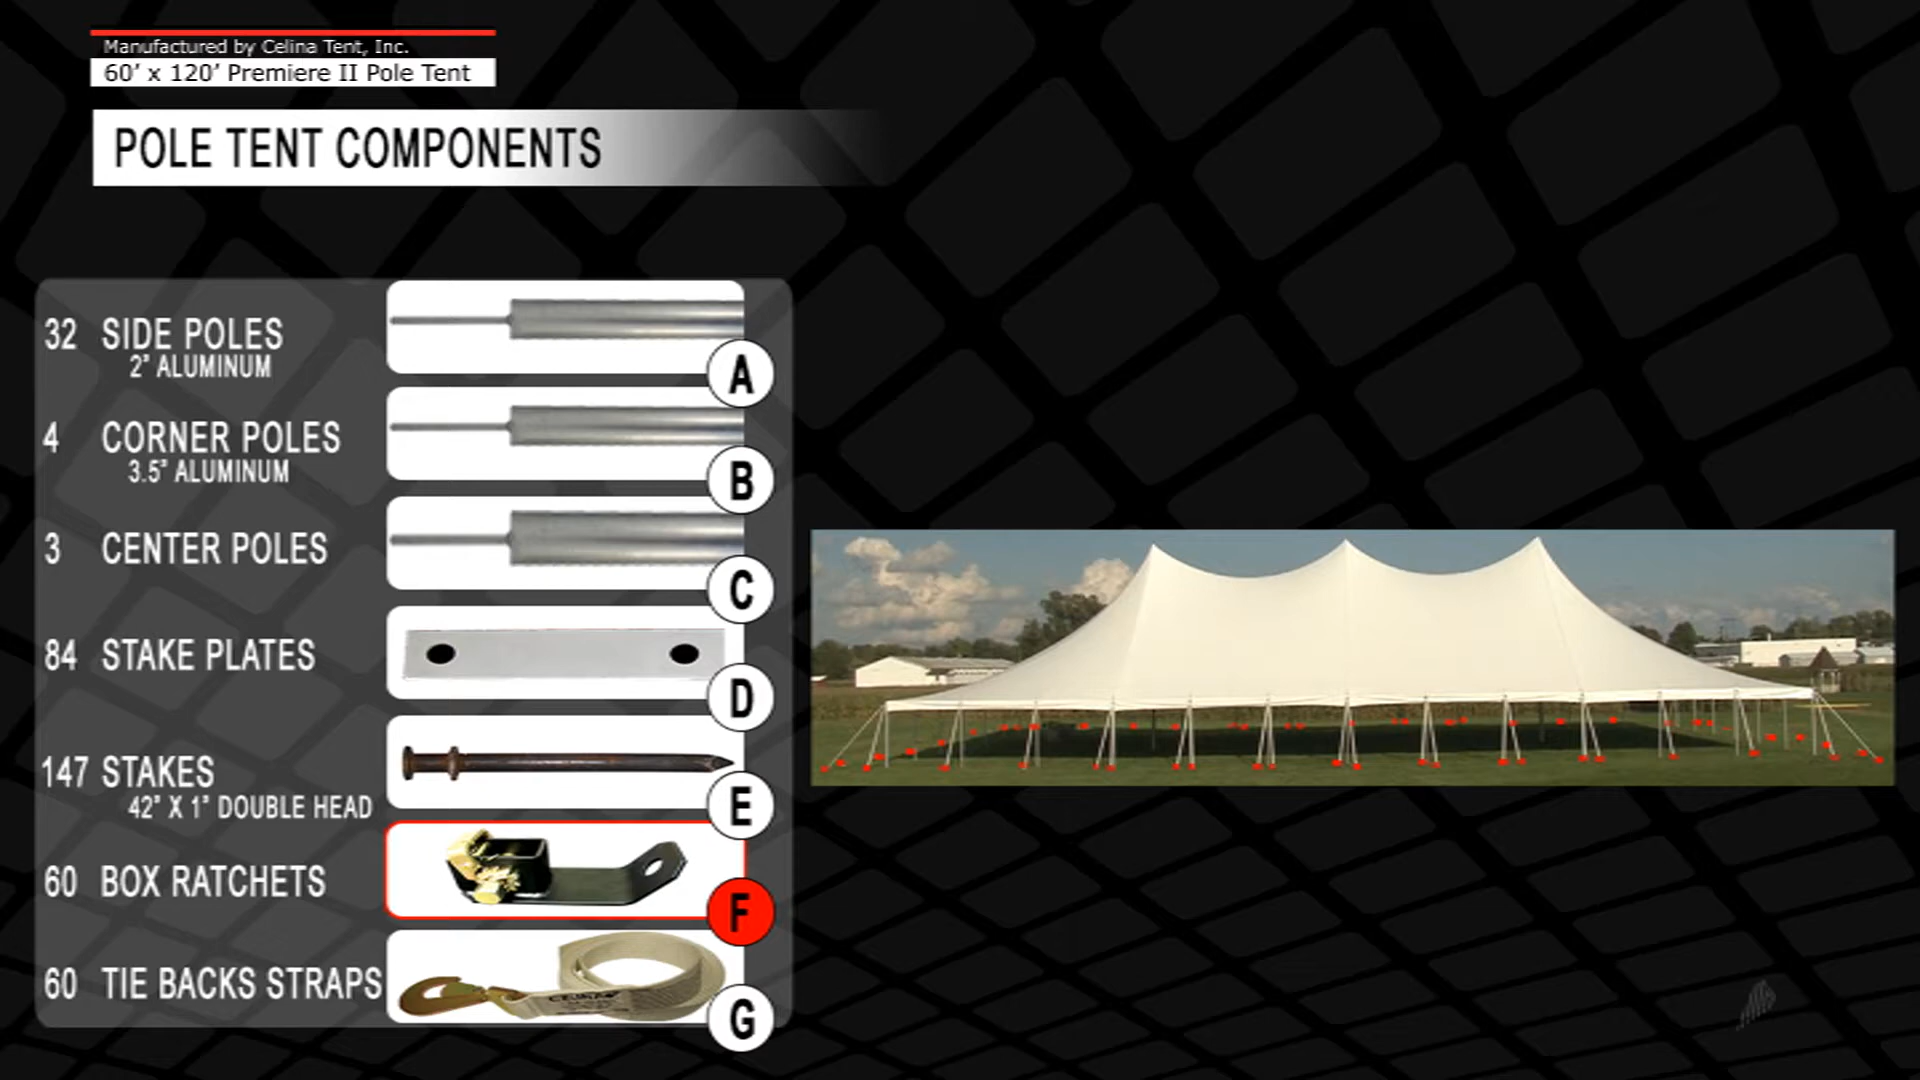 Manufactured by Celina Tent, Inc.
60’ x 120’ Premiere II Pole Tent
POLE TENT COMPONENTS
32 SIDE POLES
2" ALUMINUM
A
4 CORNER POLES
3.5" ALUMINUM
B
3 CENTER POLES
C
84 STAKE PLATES
D
147 STAKES
42" X 1" DOUBLE HEAD
E
60 BOX RATCHETS
F
60 TIE BACKS STRAPS
CELINA
G